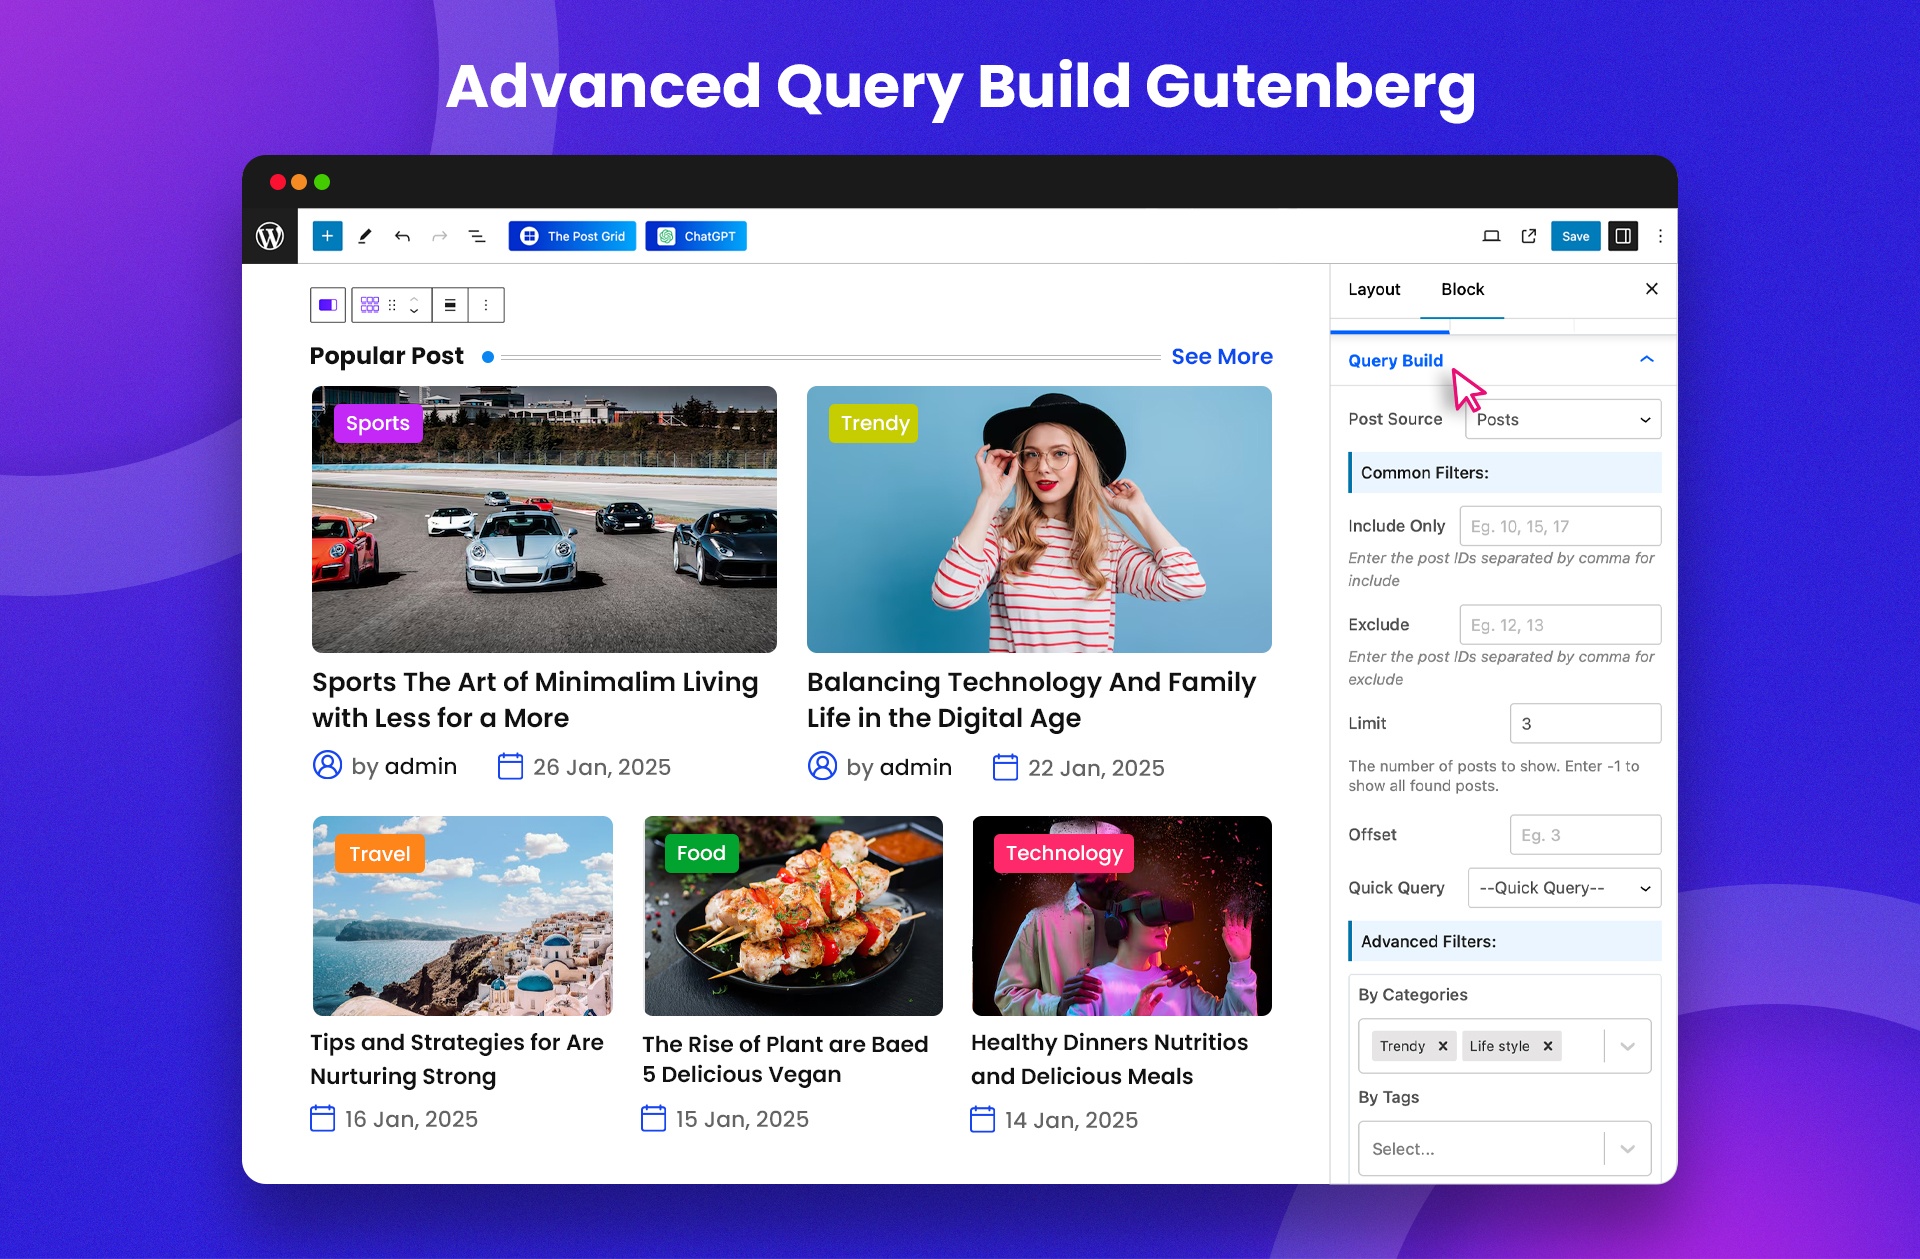 Advanced Query Build Gutenberg
The Post Grid
ChatGPT
Save
Layout
Block
Popular Post
See More
Sports
Trendy
Sports The Art of Minimalim Living
with Less for a More
by admin
26 Jan, 2025
Balancing Technology And Family
Life in the Digital Age
by admin
22 Jan, 2025
Travel
Food
Technology
Tips and Strategies for Are
Nurturing Strong
16 Jan, 2025
The Rise of Plant are Baed
5 Delicious Vegan
15 Jan, 2025
Healthy Dinners Nutritios
and Delicious Meals
14 Jan, 2025
Query Build
Post Source
Posts
Common Filters:
Include Only
Eg. 10, 15, 17
Enter the post IDs separated by comma for
include
Exclude
Eg. 12, 13
Enter the post IDs separated by comma for
exclude
Limit
3
The number of posts to show. Enter -1 to
show all found posts.
Offset
Eg. 3
Quick Query
--Quick Query--
Advanced Filters:
By Categories
Trendy
Life style
By Tags
Select...